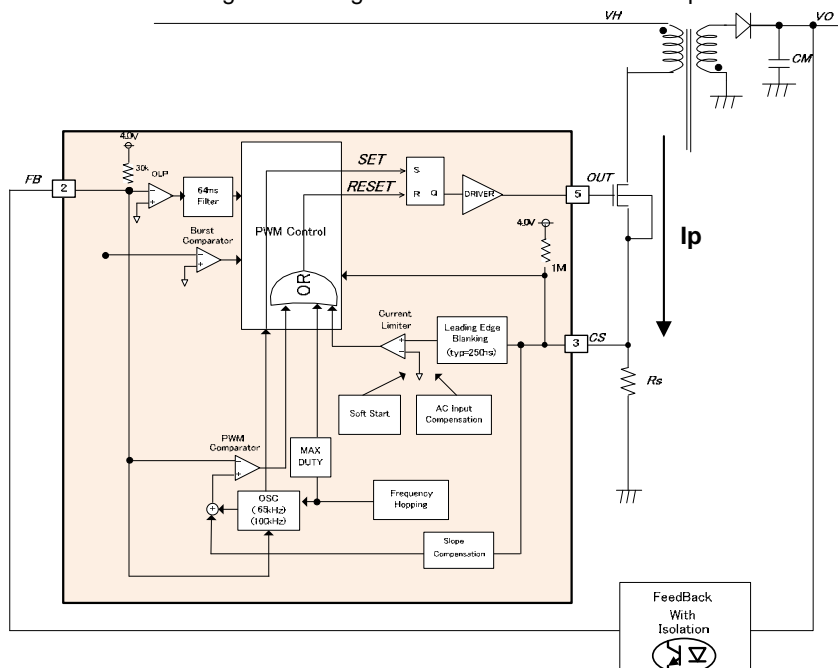 VH
VO
CM
4.0V
30k
OLP
FB
2
64ms
Filter
SET
RESET
S
R
Q
DRIVER
5
OUT
Burst
Comparator
PWM Control
OR
4.0V
1M
Ip
Current
Limiter
Leading Edge
Blanking
(typ=250ns)
3
CS
Rs
Soft Start
AC Input
Compensation
PWM
Comparator
MAX
DUTY
OSC
(65kHz)
(100kHz)
Frequency
Hopping
Slope
Compensation
FeedBack
With
Isolation